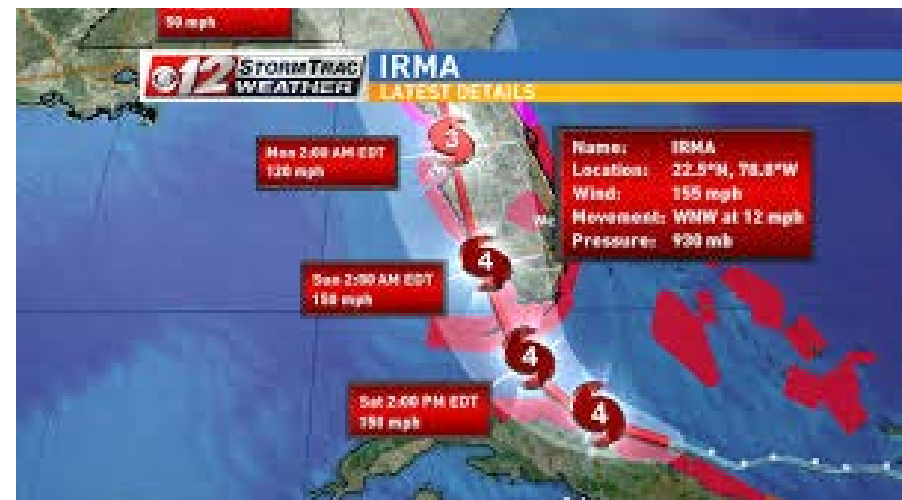 50 mph
12 STORMTRAC
WEATHER
IRMA
LATEST DETAILS
3
Mon 2:00 AM EDT
120 mph
Name: IRMA
Location: 22.5°N, 78.8°W
Wind: 155 mph
Movement: WNW at 12 mph
Pressure: 930 mb
4
Sun 2:00 AM EDT
150 mph
4
Sat 2:00 PM EDT
150 mph
4